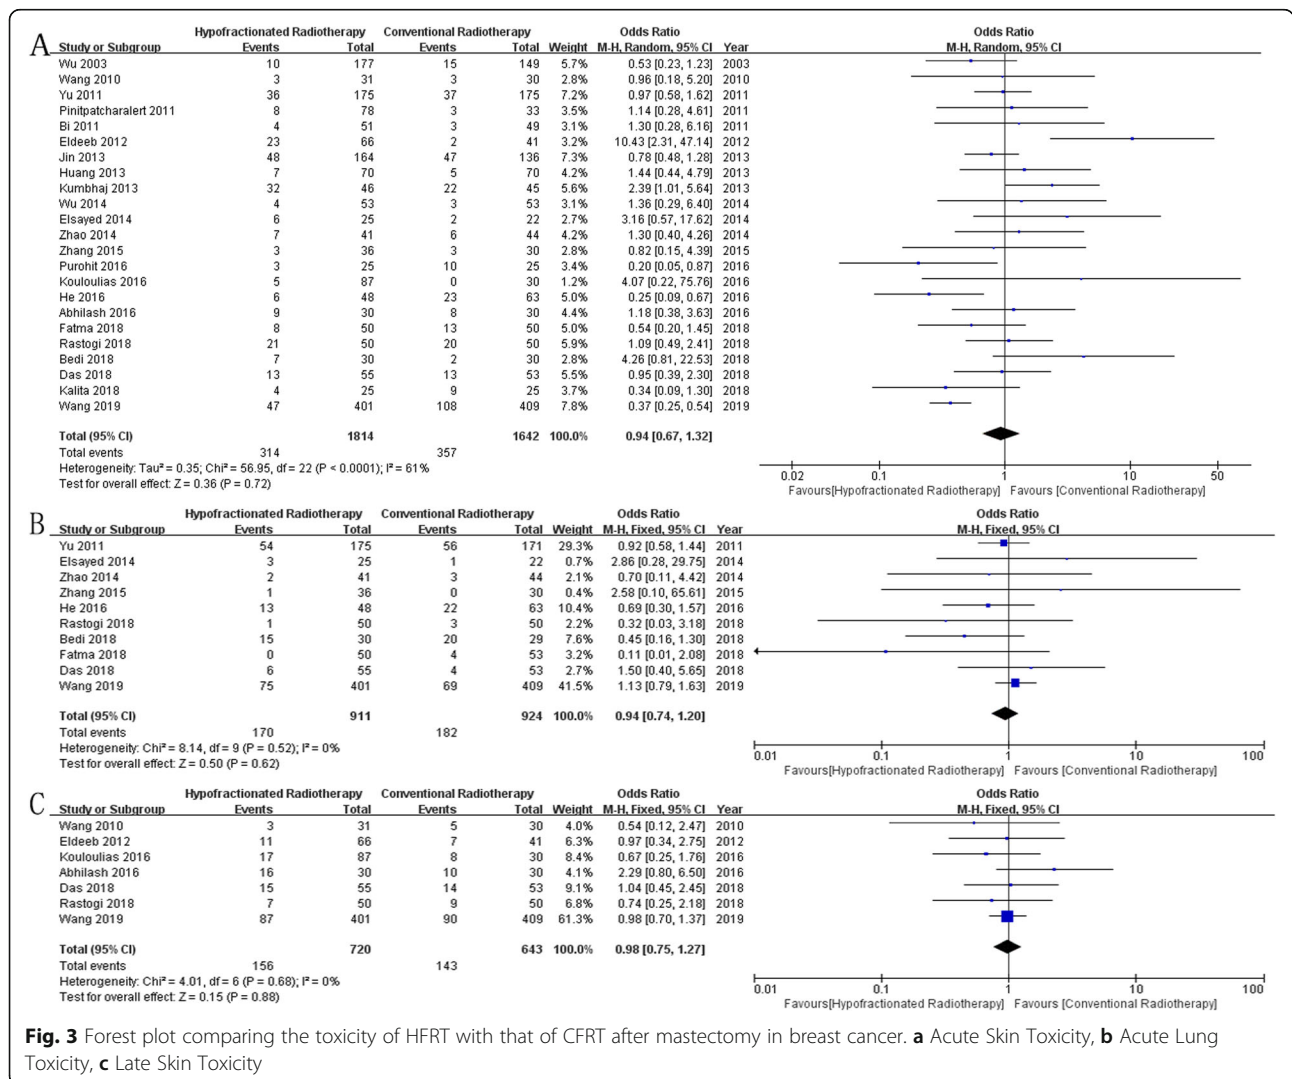 A
Hypofractionated Radiotherapy Conventional Radiotherapy Odds Ratio Odds Ratio
Study or Subgroup Events Total Events Total Weight M-H, Random, 95% CI Year M-H, Random, 95% CI
Wu 2003 10 177 15 149 5.7% 0.53 [0.23, 1.23] 2003
Wang 2010 3 31 3 30 2.8% 0.96 [0.18, 5.20] 2010
Yu 2011 36 175 37 175 7.2% 0.97 [0.58, 1.62] 2011
Pinitpatcharalert 2011 8 78 3 33 3.5% 1.14 [0.28, 4.61] 2011
Bi 2011 4 51 3 49 3.1% 1.30 [0.28, 6.16] 2011
Eldeeb 2012 23 66 2 41 3.2% 10.43 [2.31, 47.14] 2012
Jin 2013 48 164 47 136 7.3% 0.78 [0.48, 1.28] 2013
Huang 2013 7 70 5 70 4.2% 1.44 [0.44, 4.79] 2013
Kumbhaj 2013 32 46 22 45 5.6% 2.39 [1.01, 5.64] 2013
Wu 2014 4 53 3 53 3.1% 1.36 [0.29, 6.40] 2014
Elsayed 2014 6 25 2 22 2.7% 3.16 [0.57, 17.62] 2014
Zhao 2014 7 41 6 44 4.2% 1.30 [0.40, 4.26] 2014
Zhang 2015 3 36 3 30 2.8% 0.82 [0.15, 4.39] 2015
Purohit 2016 3 25 10 25 3.4% 0.20 [0.05, 0.87] 2016
Kouloulias 2016 5 87 0 30 1.2% 4.07 [0.22, 75.76] 2016
He 2016 6 48 23 63 5.0% 0.25 [0.09, 0.67] 2016
Abhilash 2016 9 30 8 30 4.4% 1.18 [0.38, 3.63] 2016
Fatma 2018 8 50 13 50 5.0% 0.54 [0.20, 1.45] 2018
Rastogi 2018 21 50 20 50 5.9% 1.09 [0.49, 2.41] 2018
Bedi 2018 7 30 2 30 2.8% 4.26 [0.81, 22.53] 2018
Das 2018 13 55 13 53 5.5% 0.95 [0.39, 2.30] 2018
Kalita 2018 4 25 9 25 3.7% 0.34 [0.09, 1.30] 2018
Wang 2019 47 401 108 409 7.8% 0.37 [0.25, 0.54] 2019
Total (95% CI) 1814 1642 100.0% 0.94 [0.67, 1.32]
Total events 314 357
Heterogeneity: Tau² = 0.35; Chi² = 56.95, df = 22 (P < 0.0001); I² = 61%
Test for overall effect: Z = 0.36 (P = 0.72)
0.02 0.1 1 10 50
Favours[Hypofractionated Radiotherapy] Favours [Conventional Radiotherapy]
B
Hypofractionated Radiotherapy Conventional Radiotherapy Odds Ratio Odds Ratio
Study or Subgroup Events Total Events Total Weight M-H, Fixed, 95% CI Year M-H, Fixed, 95% CI
Yu 2011 54 175 56 171 29.3% 0.92 [0.58, 1.44] 2011
Elsayed 2014 3 25 1 22 0.7% 2.86 [0.28, 29.75] 2014
Zhao 2014 2 41 3 44 2.1% 0.70 [0.11, 4.42] 2014
Zhang 2015 1 36 0 30 0.4% 2.58 [0.10, 65.61] 2015
He 2016 13 48 22 63 10.4% 0.69 [0.30, 1.57] 2016
Rastogi 2018 1 50 3 50 2.2% 0.32 [0.03, 3.18] 2018
Bedi 2018 15 30 20 29 7.6% 0.45 [0.16, 1.30] 2018
Fatma 2018 0 50 4 53 3.2% 0.11 [0.01, 2.08] 2018
Das 2018 6 55 4 53 2.7% 1.50 [0.40, 5.65] 2018
Wang 2019 75 401 69 409 41.5% 1.13 [0.79, 1.63] 2019
Total (95% CI) 911 924 100.0% 0.94 [0.74, 1.20]
Total events 170 182
Heterogeneity: Chi² = 8.14, df = 9 (P = 0.52); I² = 0%
Test for overall effect: Z = 0.50 (P = 0.62)
0.01 0.1 1 10 100
Favours[Hypofractionated Radiotherapy] Favours [Conventional Radiotherapy]
C
Hypofractionated Radiotherapy Conventional Radiotherapy Odds Ratio Odds Ratio
Study or Subgroup Events Total Events Total Weight M-H, Fixed, 95% CI Year M-H, Fixed, 95% CI
Wang 2010 3 31 5 30 4.0% 0.54 [0.12, 2.47] 2010
Eldeeb 2012 11 66 7 41 6.3% 0.97 [0.34, 2.75] 2012
Kouloulias 2016 17 87 8 30 8.4% 0.67 [0.25, 1.76] 2016
Abhilash 2016 16 30 10 30 4.1% 2.29 [0.80, 6.50] 2016
Das 2018 15 55 14 53 9.1% 1.04 [0.45, 2.45] 2018
Rastogi 2018 7 50 9 50 6.8% 0.74 [0.25, 2.18] 2018
Wang 2019 87 401 90 409 61.3% 0.98 [0.70, 1.37] 2019
Total (95% CI) 720 643 100.0% 0.98 [0.75, 1.27]
Total events 156 143
Heterogeneity: Chi² = 4.01, df = 6 (P = 0.68); I² = 0%
Test for overall effect: Z = 0.15 (P = 0.88)
0.01 0.1 1 10 100
Favours[Hypofractionated Radiotherapy] Favours [Conventional Radiotherapy]
Fig. 3 Forest plot comparing the toxicity of HFRT with that of CFRT after mastectomy in breast cancer. a Acute Skin Toxicity, b Acute Lung
Toxicity, c Late Skin Toxicity